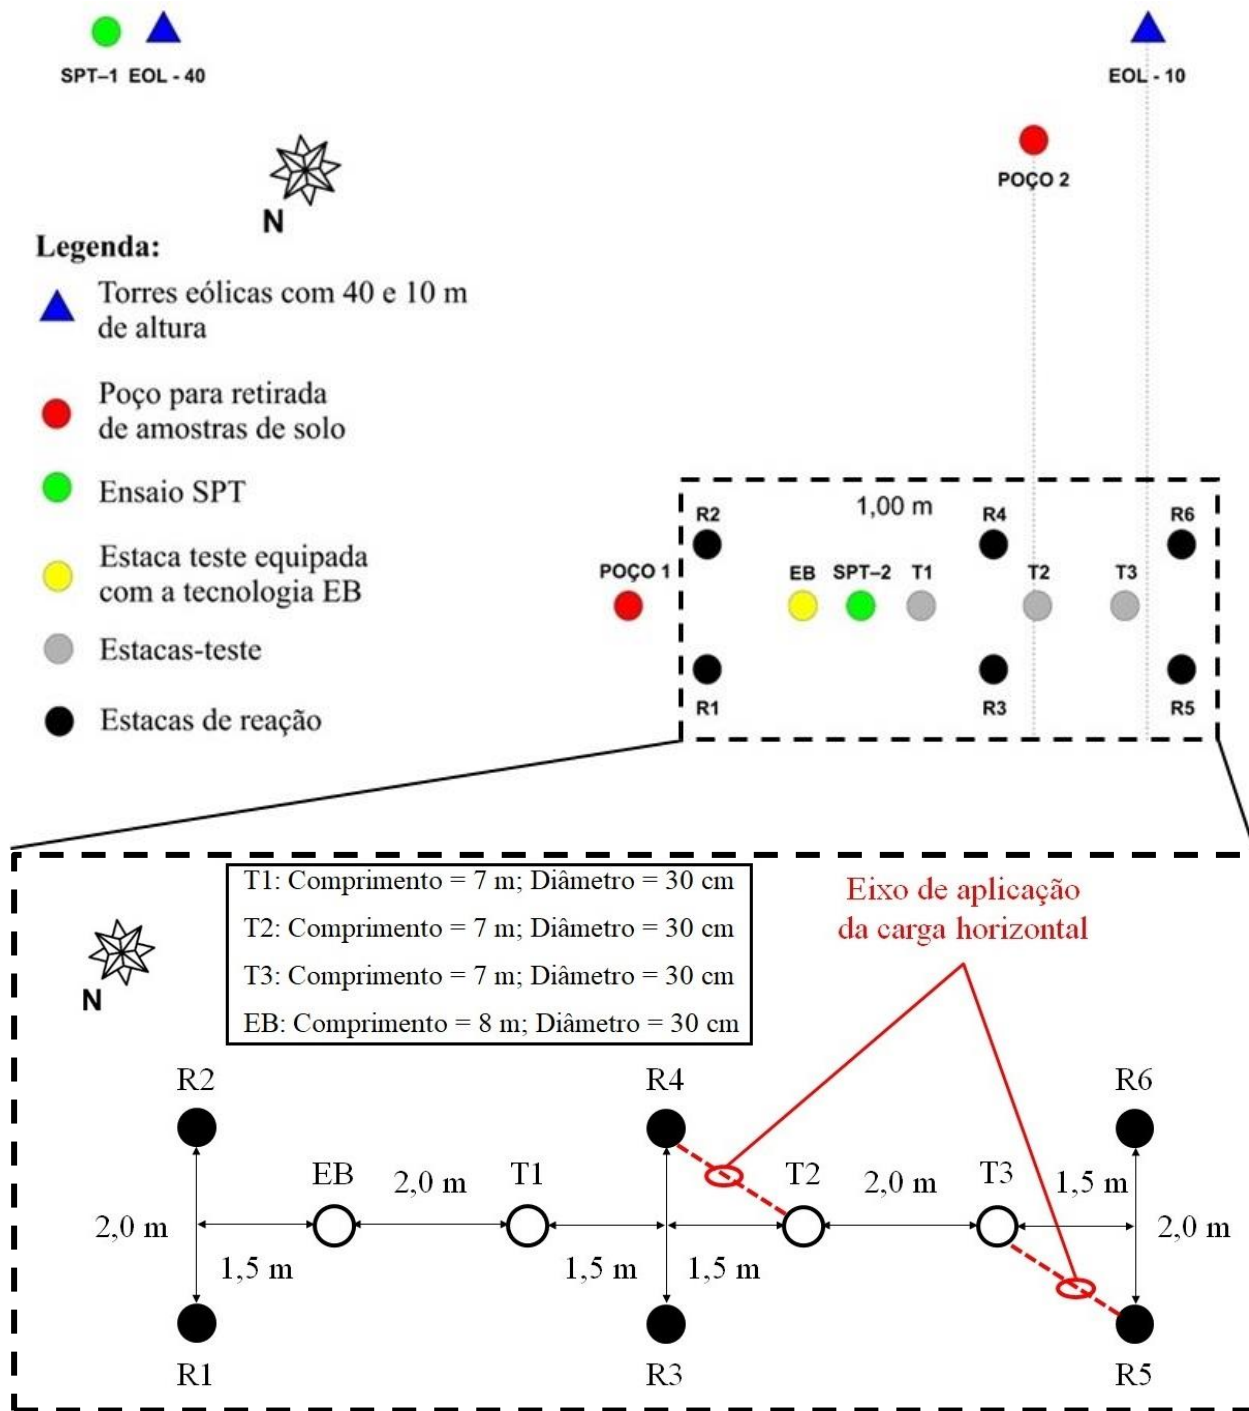 SPT–1 EOL - 40
EOL - 10
POÇO 2
N
Legenda:
Torres eólicas com 40 e 10 m
de altura
Poço para retirada
de amostras de solo
Ensaio SPT
Estaca teste equipada
com a tecnologia EB
Estacas-teste
Estacas de reação
R2
1,00 m
R4
R6
POÇO 1
EB
SPT–2
T1
T2
T3
R1
R3
R5
T1: Comprimento = 7 m; Diâmetro = 30 cm
T2: Comprimento = 7 m; Diâmetro = 30 cm
T3: Comprimento = 7 m; Diâmetro = 30 cm
EB: Comprimento = 8 m; Diâmetro = 30 cm
Eixo de aplicação
da carga horizontal
N
R2
R4
R6
EB
2,0 m
T1
T2
2,0 m
T3
1,5 m
2,0 m
2,0 m
1,5 m
1,5 m
1,5 m
R1
R3
R5